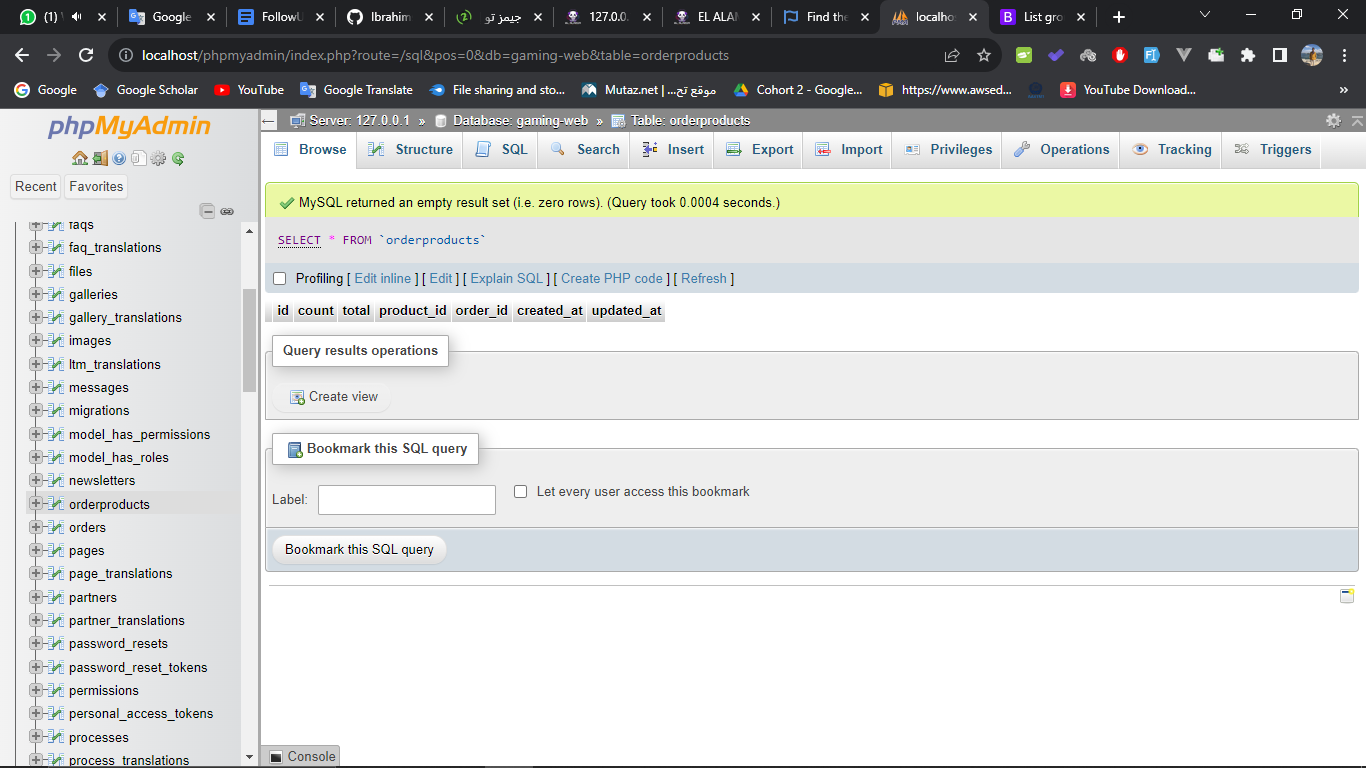 (1)
Google
FollowU
Ibrahim
جيمز تو
127.0.0.
EL ALA
Find the
localho
List gro
localhost/phpmyadmin/index.php?route=/sql&pos=0&db=gaming-web&table=orderproducts
Google
Google Scholar
YouTube
Google Translate
File sharing and sto...
Mutaz.net | موقع تج...
Cohort 2 - Google...
https://www.awsed...
YouTube Download...
»
phpMyAdmin
Recent
Favorites
faqs
faq_translations
files
galleries
gallery_translations
images
ltm_translations
messages
migrations
model_has_permissions
model_has_roles
newsletters
orderproducts
orders
pages
page_translations
partners
partner_translations
password_resets
password_reset_tokens
permissions
personal_access_tokens
processes
process_translations
Server: 127.0.0.1 » Database: gaming-web » Table: orderproducts
Browse
Structure
SQL
Search
Insert
Export
Import
Privileges
Operations
Tracking
Triggers
MySQL returned an empty result set (i.e. zero rows). (Query took 0.0004 seconds.)
SELECT * FROM `orderproducts`
Profiling [ Edit inline ] [ Edit ] [ Explain SQL ] [ Create PHP code ] [ Refresh ]
id count total product_id order_id created_at updated_at
Query results operations
Create view
Bookmark this SQL query
Label:
Let every user access this bookmark
Bookmark this SQL query
Console